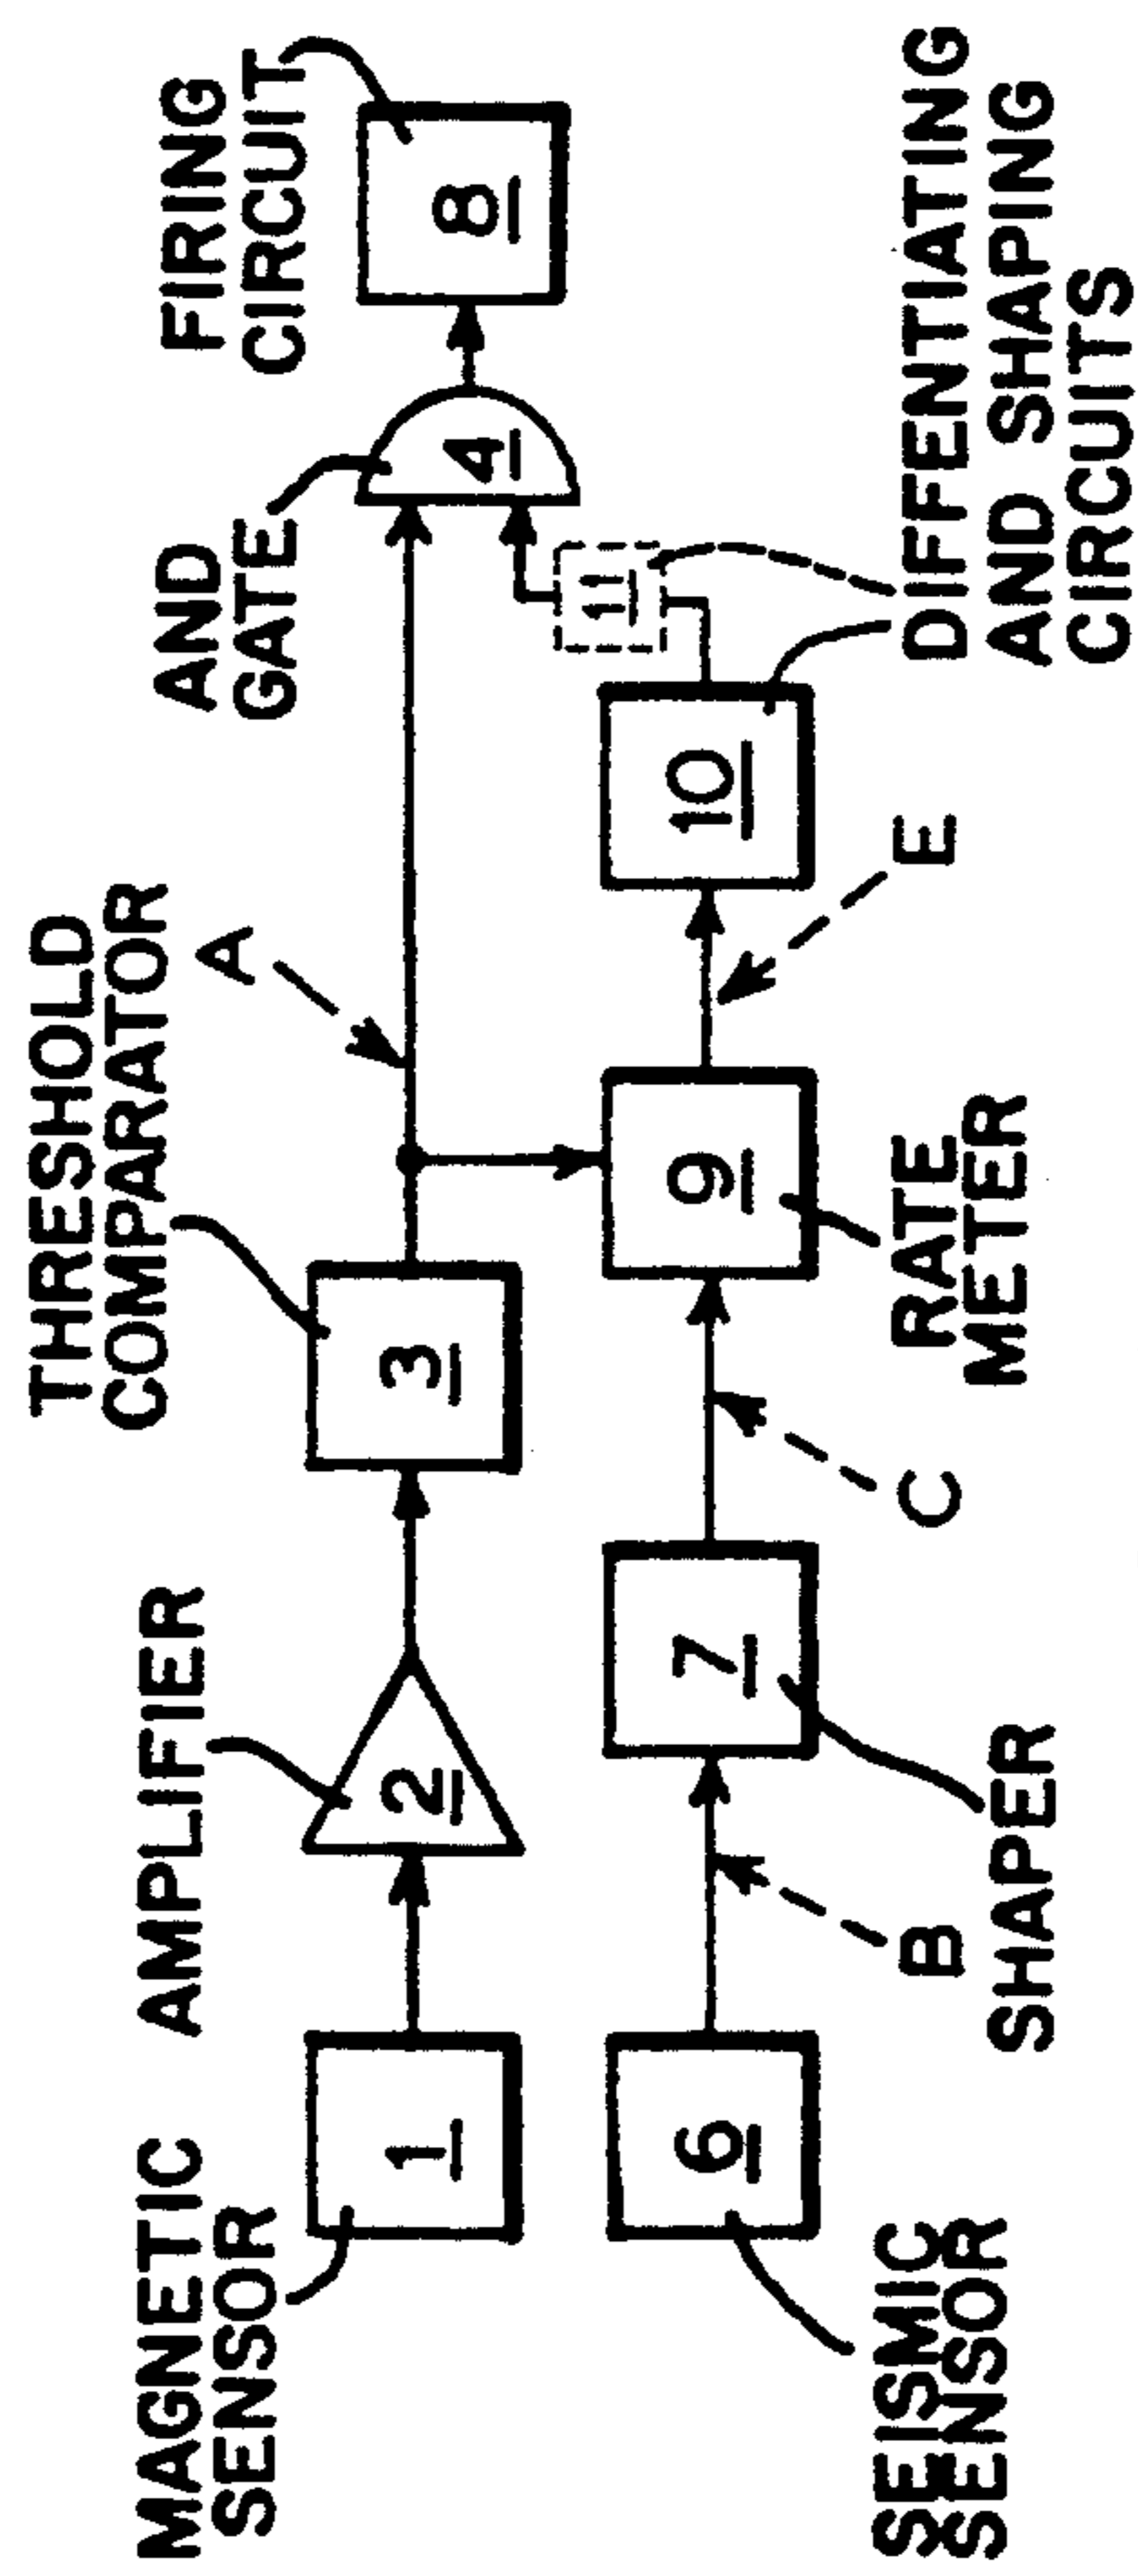 MAGNETIC
SENSOR
1
AMPLIFIER
2
THRESHOLD
COMPARATOR
3
A
AND
GATE
4
FIRING
CIRCUIT
8
SEISMIC
SENSOR
6
B
SHAPER
7
C
RATE
METER
9
E
10
11
DIFFERENTIATING
AND SHAPING
CIRCUITS